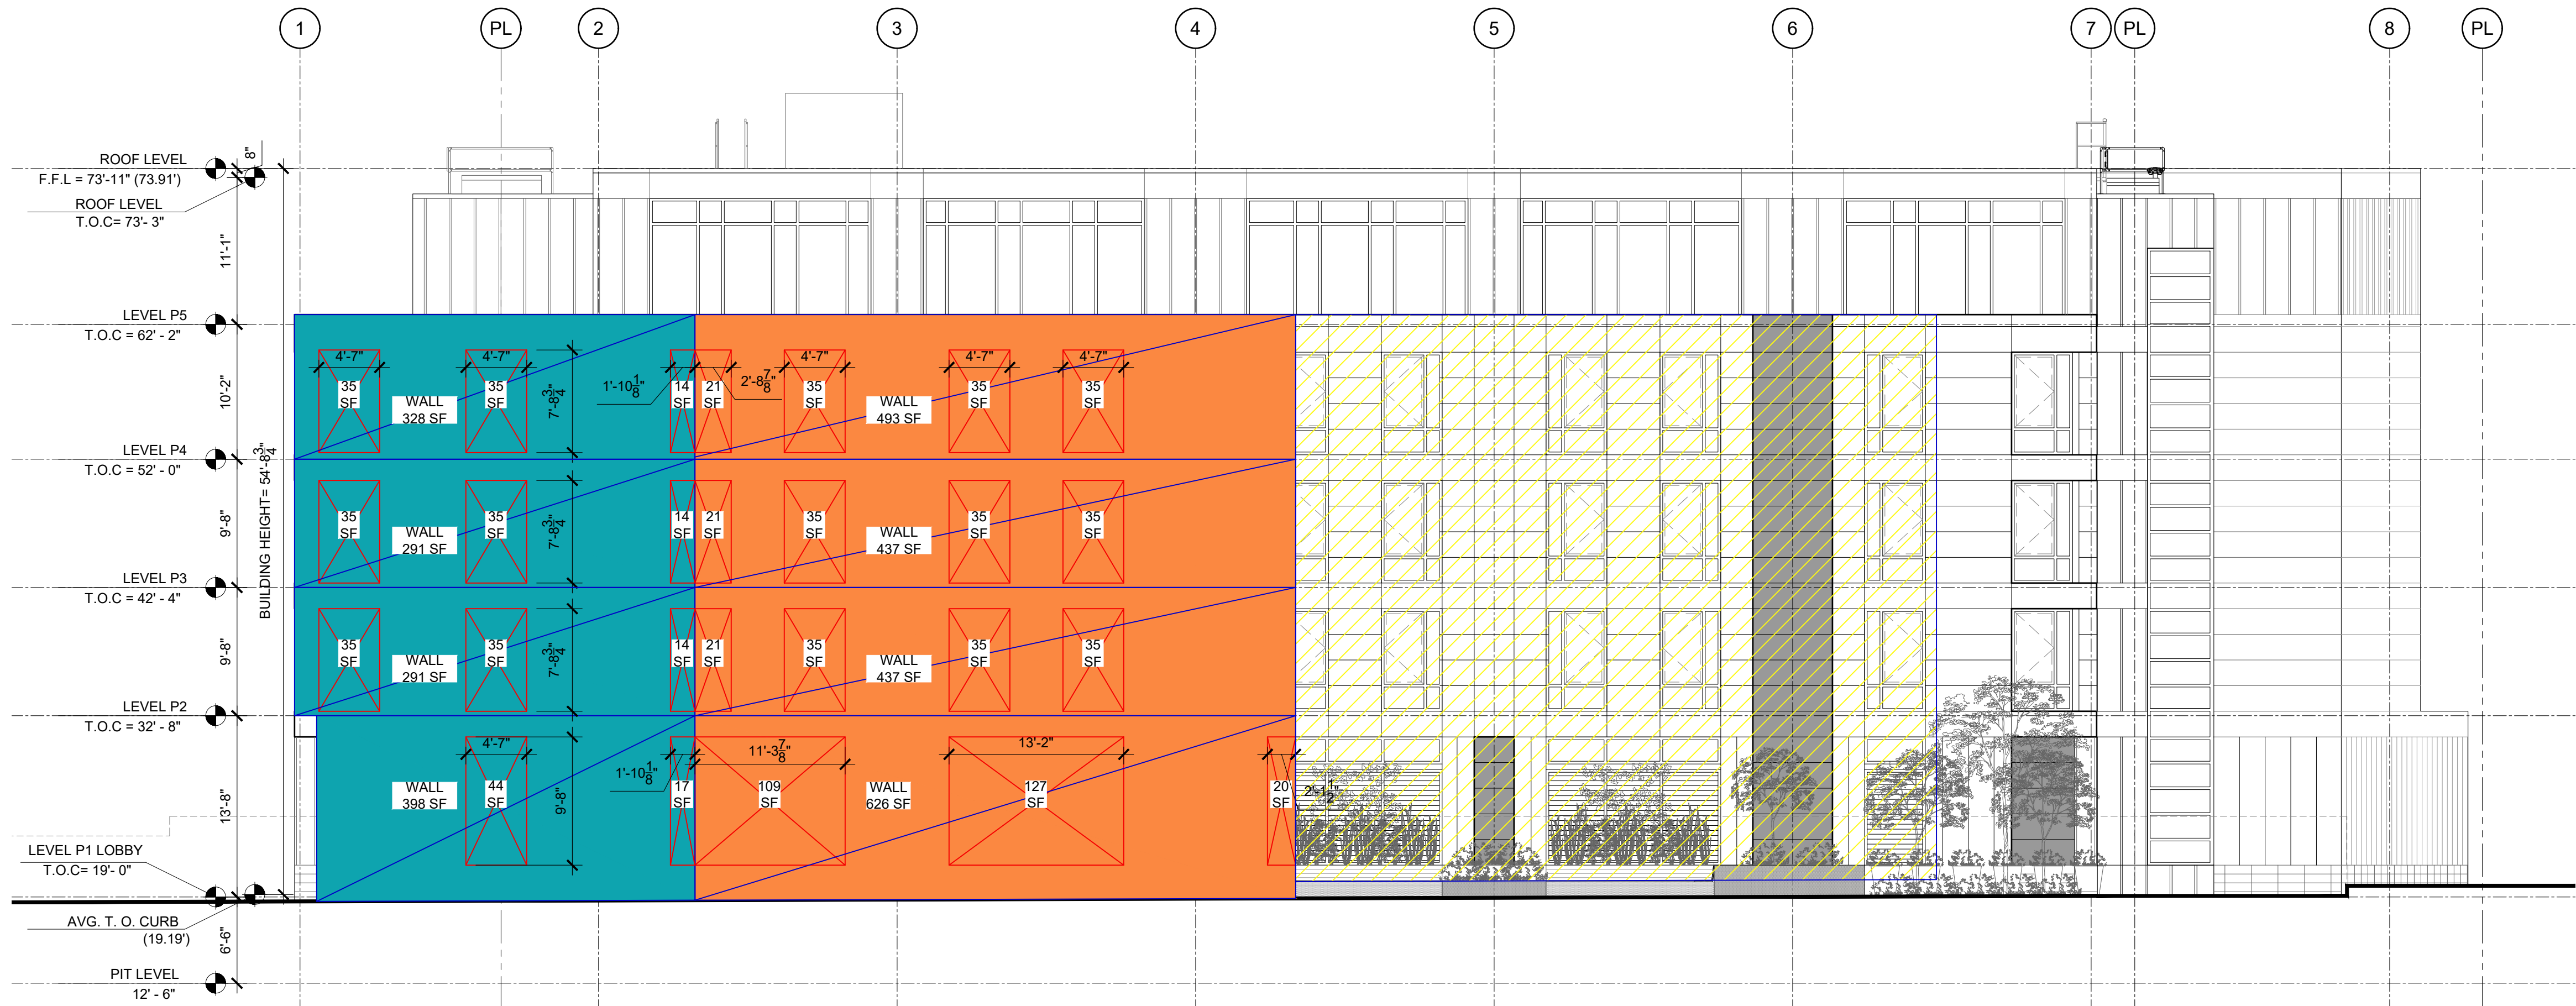 1 PL 2 3 4 5 6 7 PL 8 PL
ROOF LEVEL
F.F.L = 73'-11" (73.91')
8"
ROOF LEVEL
T.O.C= 73'- 3"
11'-1"
LEVEL P5
T.O.C = 62' - 2"
4'-7" 4'-7" 4'-7" 4'-7" 4'-7"
1'-10 1/8" 2'-8 7/8"
10'-2"
35 SF 35 SF 14 SF 21 SF 35 SF 35 SF 35 SF
7'-8 3/4"
WALL
328 SF
WALL
493 SF
LEVEL P4
T.O.C = 52' - 0"
BUILDING HEIGHT= 54'-8 3/4"
9'-8"
35 SF 35 SF 14 SF 21 SF 35 SF 35 SF 35 SF
7'-8 3/4"
WALL
291 SF
WALL
437 SF
LEVEL P3
T.O.C = 42' - 4"
9'-8"
35 SF 35 SF 14 SF 21 SF 35 SF 35 SF 35 SF
7'-8 3/4"
WALL
291 SF
WALL
437 SF
LEVEL P2
T.O.C = 32' - 8"
4'-7" 11'-3 7/8" 13'-2"
1'-10 1/8" 2'-1 1/2"
13'-8"
WALL
398 SF
44 SF 9'-8" 17 SF 109 SF
WALL
626 SF
127 SF 20 SF
LEVEL P1 LOBBY
T.O.C= 19'- 0"
AVG. T. O. CURB
(19.19')
6'-6"
PIT LEVEL
12' - 6"